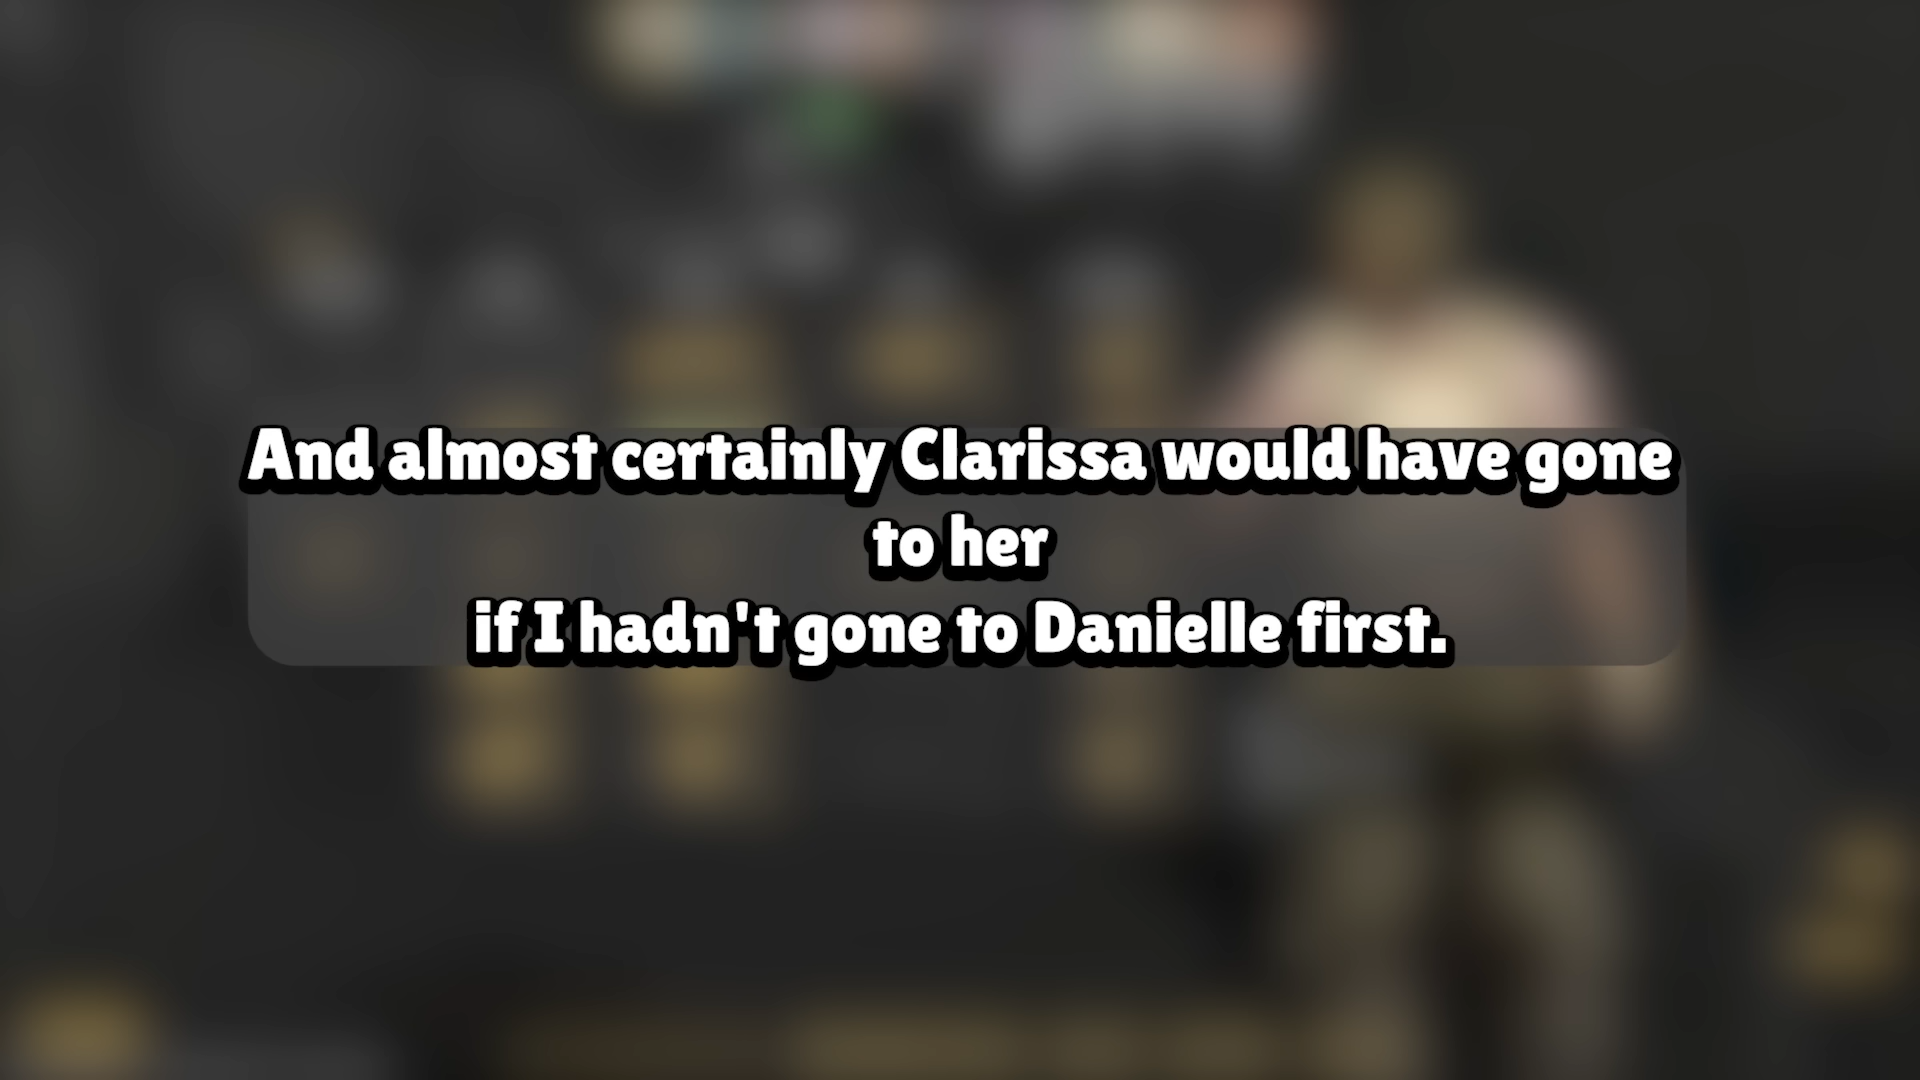 And almost certainly Clarissa would have gone
to her
if I hadn't gone to Danielle first.